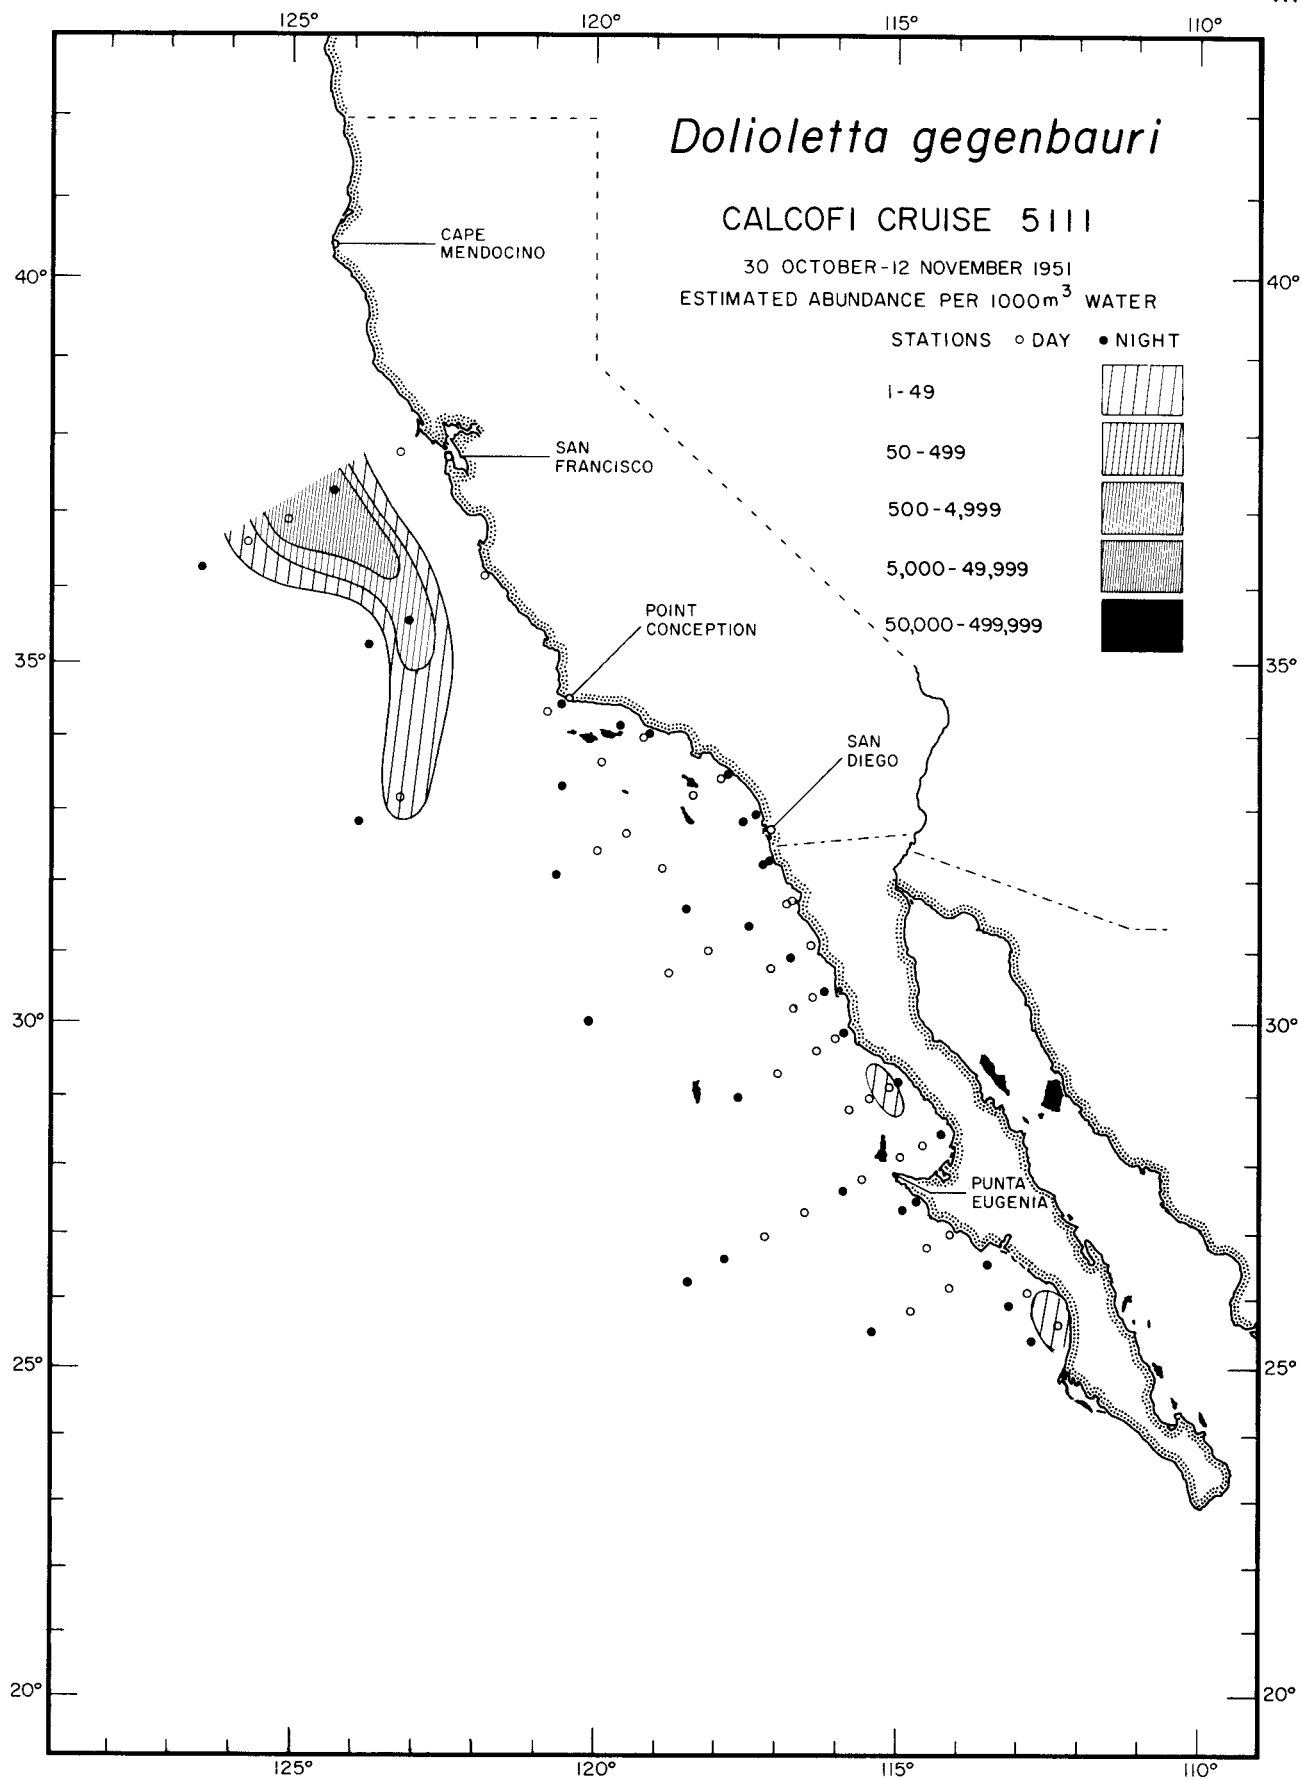 125° 120° 115° 110°
Dolioletta gegenbauri
CALCOFI CRUISE 5111
30 OCTOBER-12 NOVEMBER 1951
ESTIMATED ABUNDANCE PER 1000m³ WATER
STATIONS ○ DAY ● NIGHT
1-49
50-499
500-4,999
5,000-49,999
50,000-499,999
CAPE
MENDOCINO
40° 40°
SAN
FRANCISCO
POINT
CONCEPTION
35° 35°
SAN
DIEGO
30° 30°
PUNTA
EUGENIA
25° 25°
20° 20°
125° 120° 115° 110°